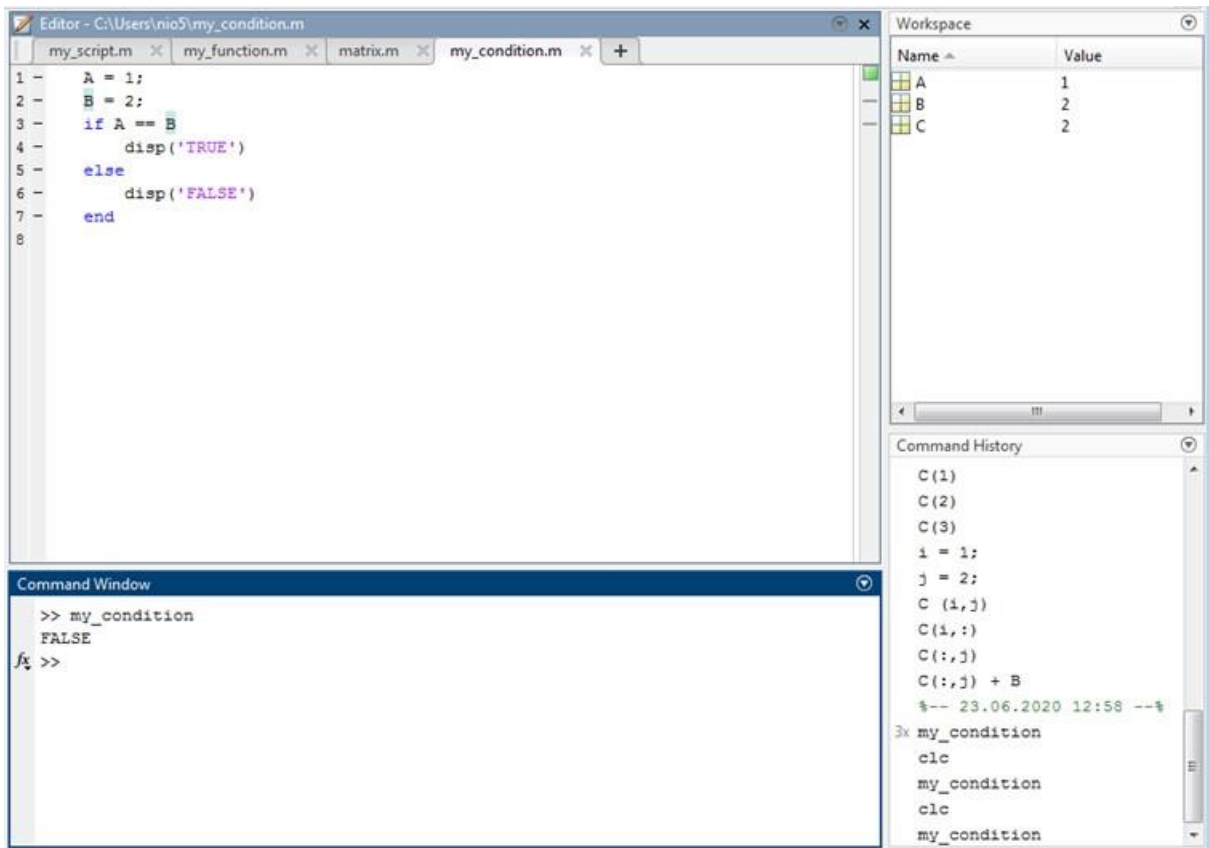 Editor - C:\Users\nio5\my_condition.m
my_script.m my_function.m matrix.m my_condition.m +
1 - A = 1;
2 - B = 2;
3 - if A == B
4 - disp('TRUE')
5 - else
6 - disp('FALSE')
7 - end
8
Command Window
>> my_condition
FALSE
fx >>
Workspace
Name Value
A 1
B 2
C 2
Command History
C(1)
C(2)
C(3)
i = 1;
j = 2;
C (i,j)
C(i,:)
C(:,j)
C(:,j) + B
%-- 23.06.2020 12:58 --%
3x my_condition
clc
my_condition
clc
my_condition